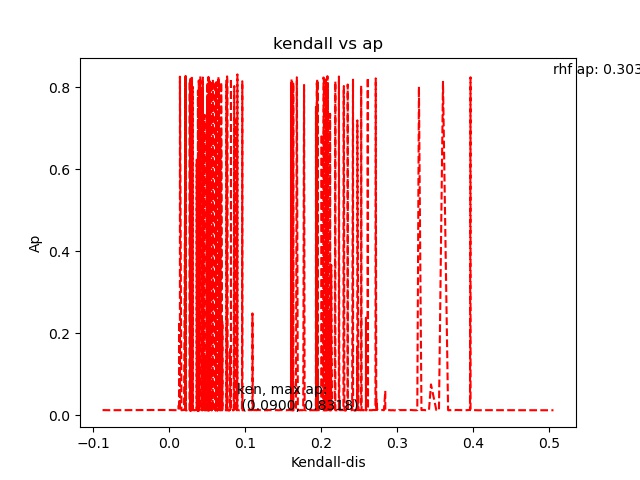 kendall vs ap
rhf ap: 0.303
0.8
0.6
0.4
0.2
0.0
Ap
ken, max ap:
(0.0900, 0.8318)
−0.1
0.0
0.1
0.2
0.3
0.4
0.5
Kendall-dis